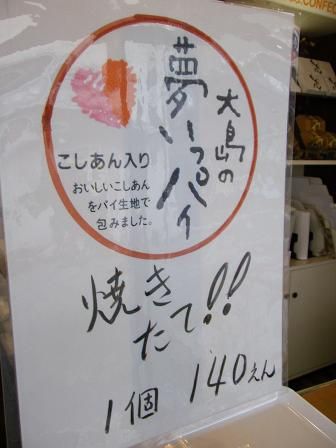 大島の
夢いっパイ
こしあん入り
おいしいこしあん
をパイ生地で
包みました。
焼き
たて!!
1個 140えん